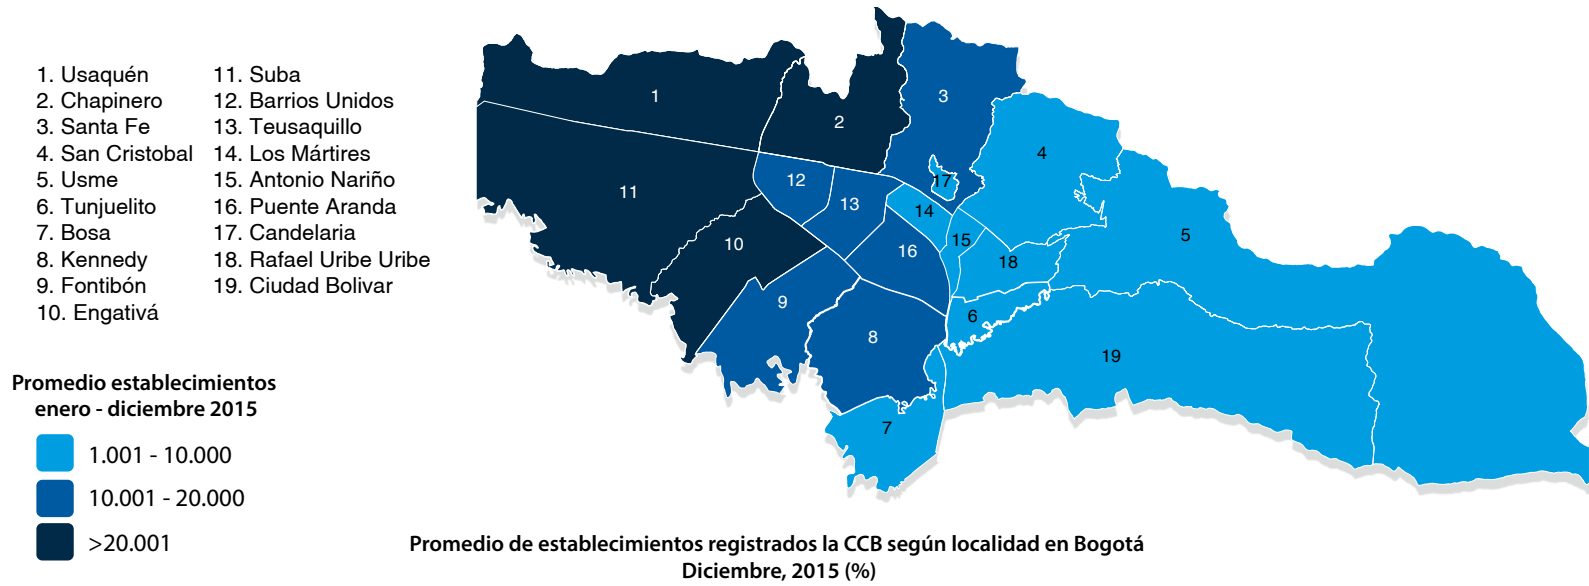 1. Usaquén
2. Chapinero
3. Santa Fe
4. San Cristobal
5. Usme
6. Tunjuelito
7. Bosa
8. Kennedy
9. Fontibón
10. Engativá
11. Suba
12. Barrios Unidos
13. Teusaquillo
14. Los Mártires
15. Antonio Nariño
16. Puente Aranda
17. Candelaria
18. Rafael Uribe Uribe
19. Ciudad Bolivar
Promedio establecimientos
enero - diciembre 2015
1.001 - 10.000
10.001 - 20.000
>20.001
1
2
3
4
5
6
7
8
9
10
11
12
13
14
15
16
17
18
19
Promedio de establecimientos registrados la CCB según localidad en Bogotá
Diciembre, 2015 (%)